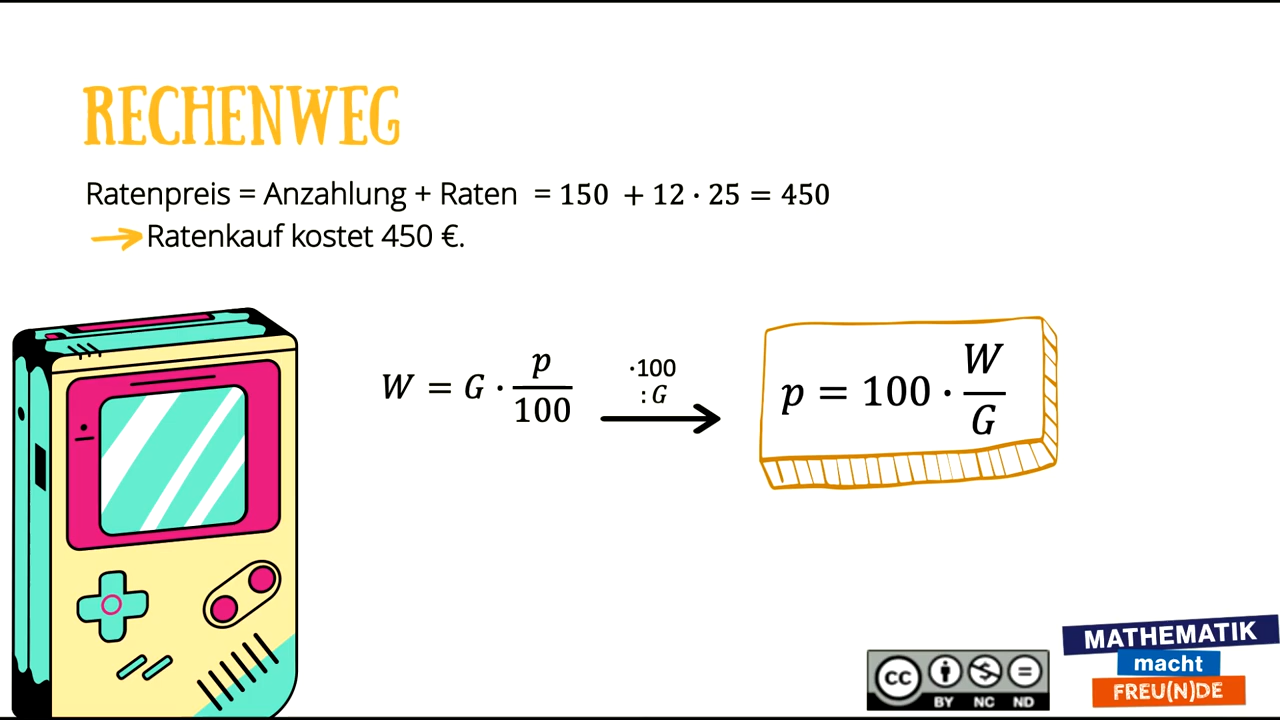 RECHENWEG
Ratenpreis = Anzahlung + Raten = 150 + 12 · 25 = 450
Ratenkauf kostet 450 €.
W = G · p/100
·100
:G
p = 100 · W/G
CC BY NC ND
MATHEMATIK
macht
FREU(N)DE